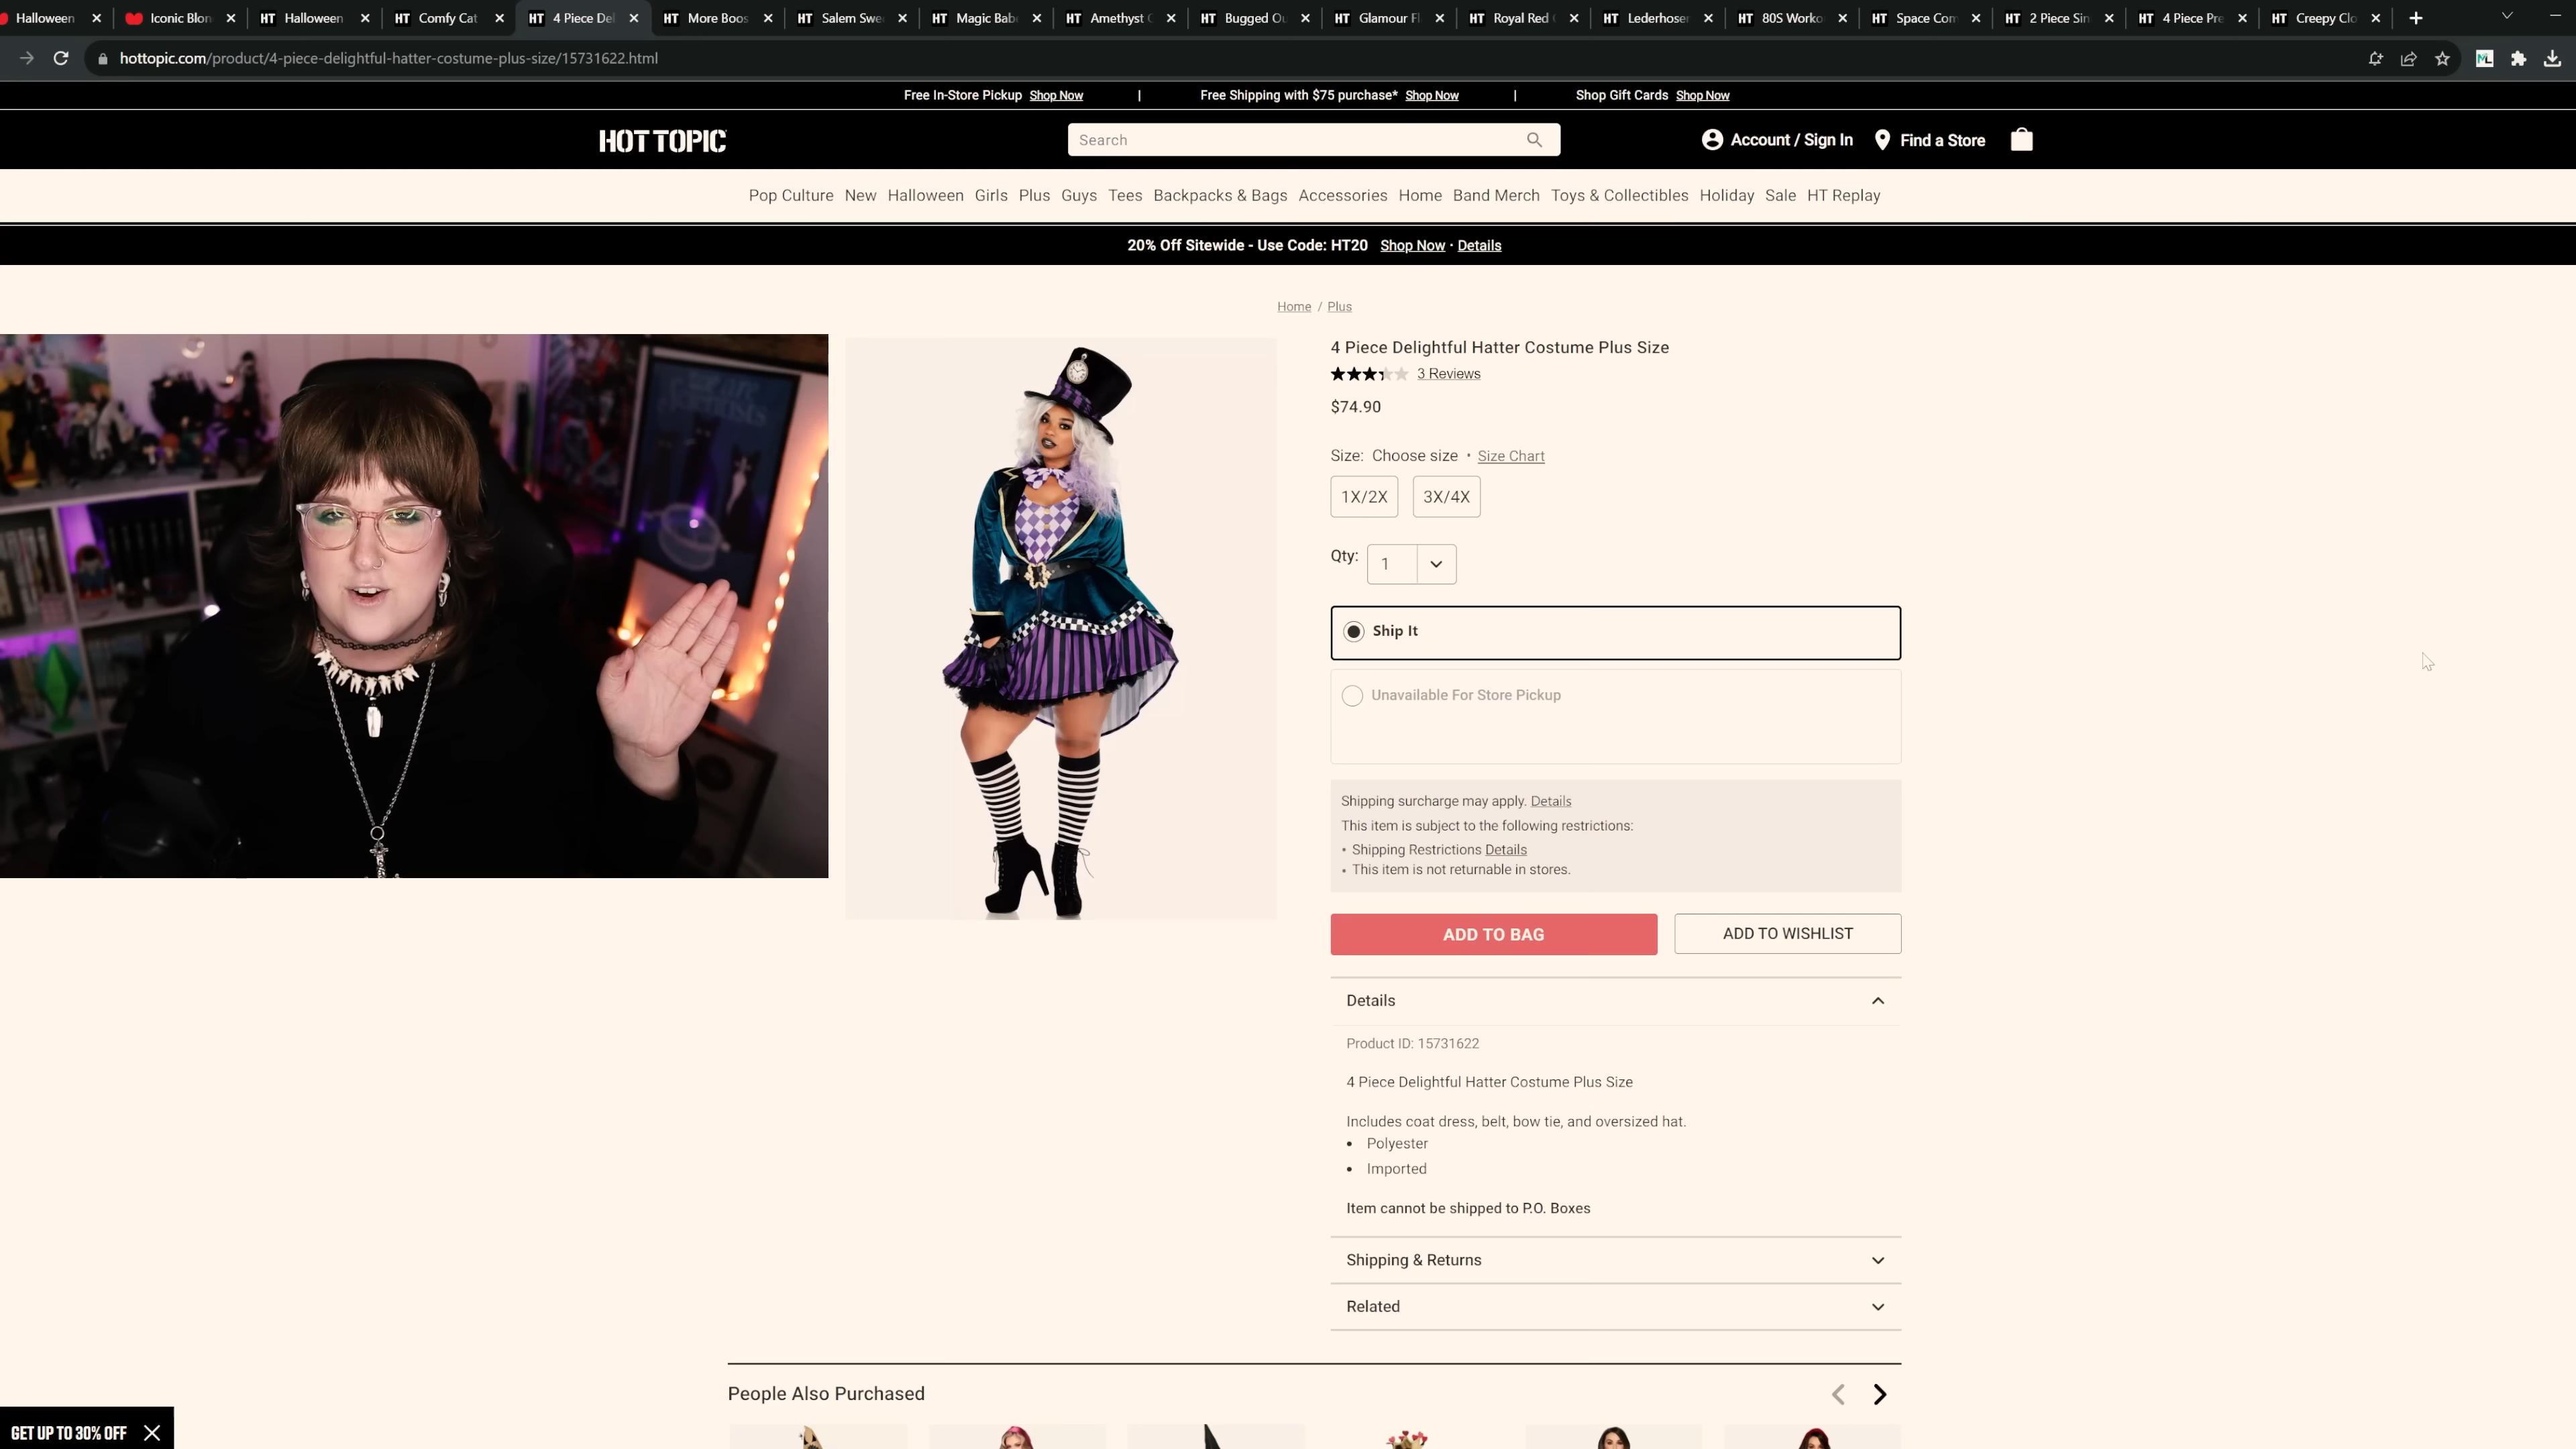 Halloween
Iconic Blon
HT Halloween
HT Comfy Cat
HT 4 Piece Del
HT More Boos
HT Salem Swe
HT Magic Bab
HT Amethyst C
HT Bugged Ou
HT Glamour Fl
HT Royal Red
HT Lederhosen
HT 80S Worko
HT Space Com
HT 2 Piece Sin
HT 4 Piece Pre
HT Creepy Clo
hottopic.com/product/4-piece-delightful-hatter-costume-plus-size/15731622.html
ML
Free In-Store Pickup Shop Now | Free Shipping with $75 purchase* Shop Now | Shop Gift Cards Shop Now
HOT TOPIC
Search
Account / Sign In
Find a Store
Pop Culture New Halloween Girls Plus Guys Tees Backpacks & Bags Accessories Home Band Merch Toys & Collectibles Holiday Sale HT Replay
20% Off Sitewide - Use Code: HT20 Shop Now · Details
Home / Plus
4 Piece Delightful Hatter Costume Plus Size
3 Reviews
$74.90
Size: Choose size • Size Chart
1X/2X
3X/4X
Qty: 1
Ship It
Unavailable For Store Pickup
Shipping surcharge may apply. Details
This item is subject to the following restrictions:
• Shipping Restrictions Details
• This item is not returnable in stores.
ADD TO BAG
ADD TO WISHLIST
Details
Product ID: 15731622
4 Piece Delightful Hatter Costume Plus Size
Includes coat dress, belt, bow tie, and oversized hat.
• Polyester
• Imported
Item cannot be shipped to P.O. Boxes
Shipping & Returns
Related
People Also Purchased
GET UP TO 30% OFF